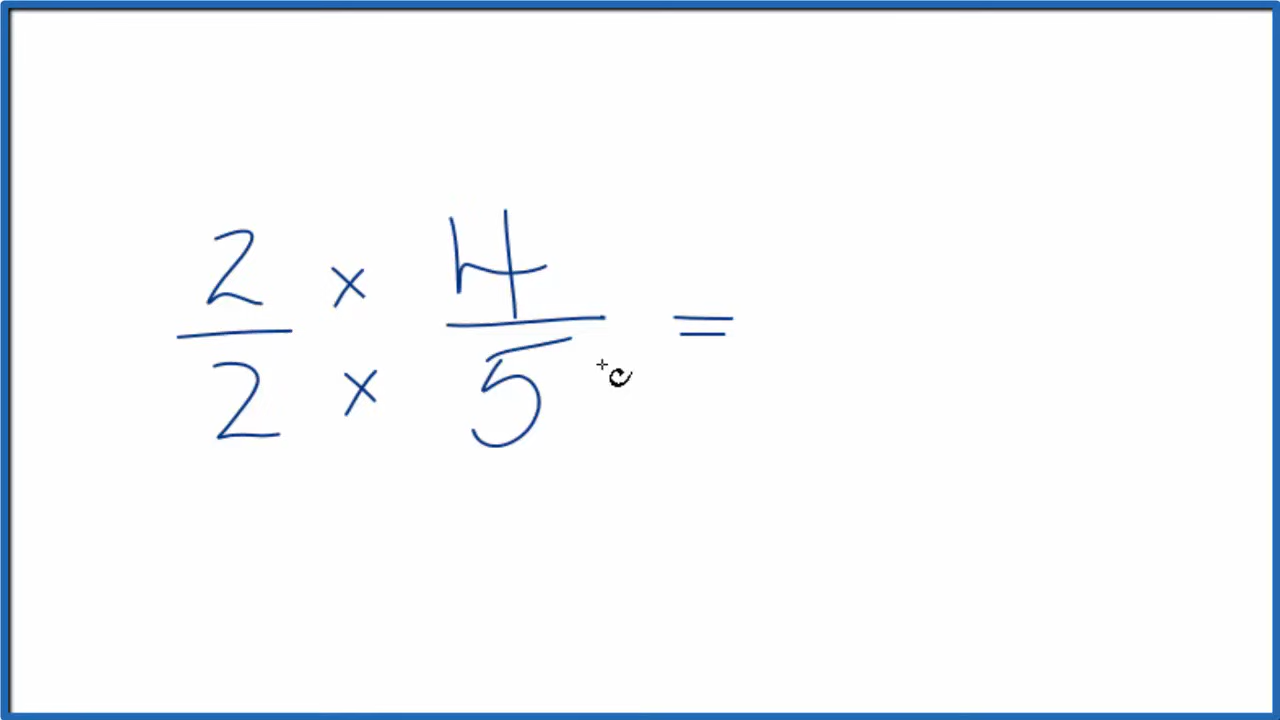 2 × 4 =
2 × 5